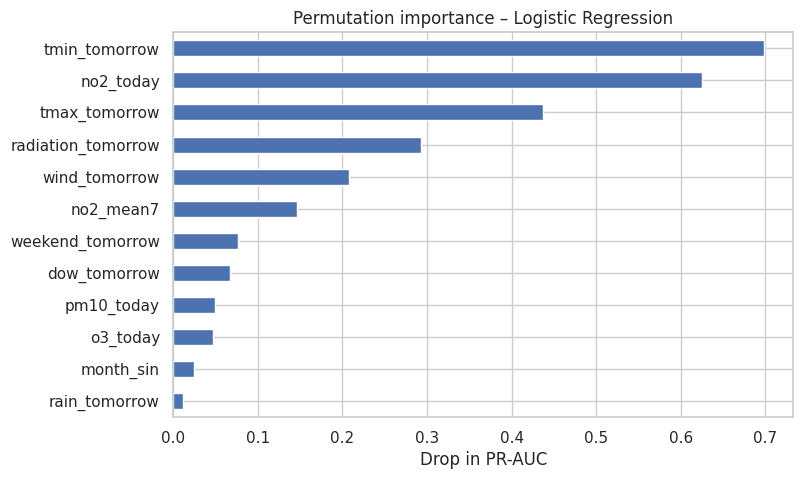 Permutation importance – Logistic Regression
tmin_tomorrow
no2_today
tmax_tomorrow
radiation_tomorrow
wind_tomorrow
no2_mean7
weekend_tomorrow
dow_tomorrow
pm10_today
o3_today
month_sin
rain_tomorrow
0.0 0.1 0.2 0.3 0.4 0.5 0.6 0.7
Drop in PR-AUC